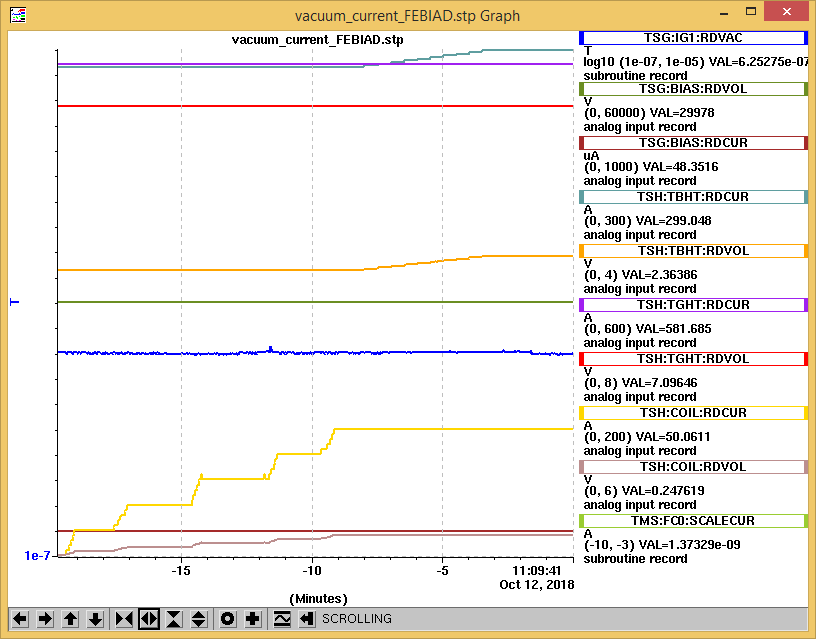 vacuum_current_FEBIAD.stp Graph
vacuum_current_FEBIAD.stp
T
1e-7
-15
-10
-5
11:09:41
Oct 12, 2018
(Minutes)
TSG:IG1:RDVAC
T
log10 (1e-07, 1e-05) VAL=6.25275e-07
subroutine record
TSG:BIAS:RDVOL
V
(0, 60000) VAL=29978
analog input record
TSG:BIAS:RDCUR
uA
(0, 1000) VAL=48.3516
analog input record
TSH:TBHT:RDCUR
A
(0, 300) VAL=299.048
analog input record
TSH:TBHT:RDVOL
V
(0, 4) VAL=2.36386
analog input record
TSH:TGHT:RDCUR
A
(0, 600) VAL=581.685
analog input record
TSH:TGHT:RDVOL
V
(0, 8) VAL=7.09646
analog input record
TSH:COIL:RDCUR
A
(0, 200) VAL=50.0611
analog input record
TSH:COIL:RDVOL
V
(0, 6) VAL=0.247619
analog input record
TMS:FC0:SCALECUR
A
(-10, -3) VAL=1.37329e-09
subroutine record
SCROLLING